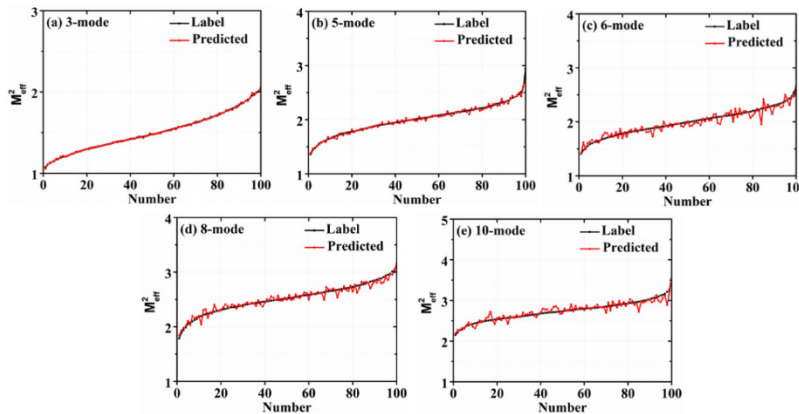 (a) 3-mode
Label
Predicted
3
2
1
M²eff
0 20 40 60 80 100
Number
(b) 5-mode
Label
Predicted
4
3
2
1
M²eff
0 20 40 60 80 100
Number
(c) 6-mode
Label
Predicted
4
3
2
1
M²eff
0 20 40 60 80 100
Number
(d) 8-mode
Label
Predicted
4
3
2
1
M²eff
0 20 40 60 80 100
Number
(e) 10-mode
Label
Predicted
5
4
3
2
1
M²eff
0 20 40 60 80 100
Number